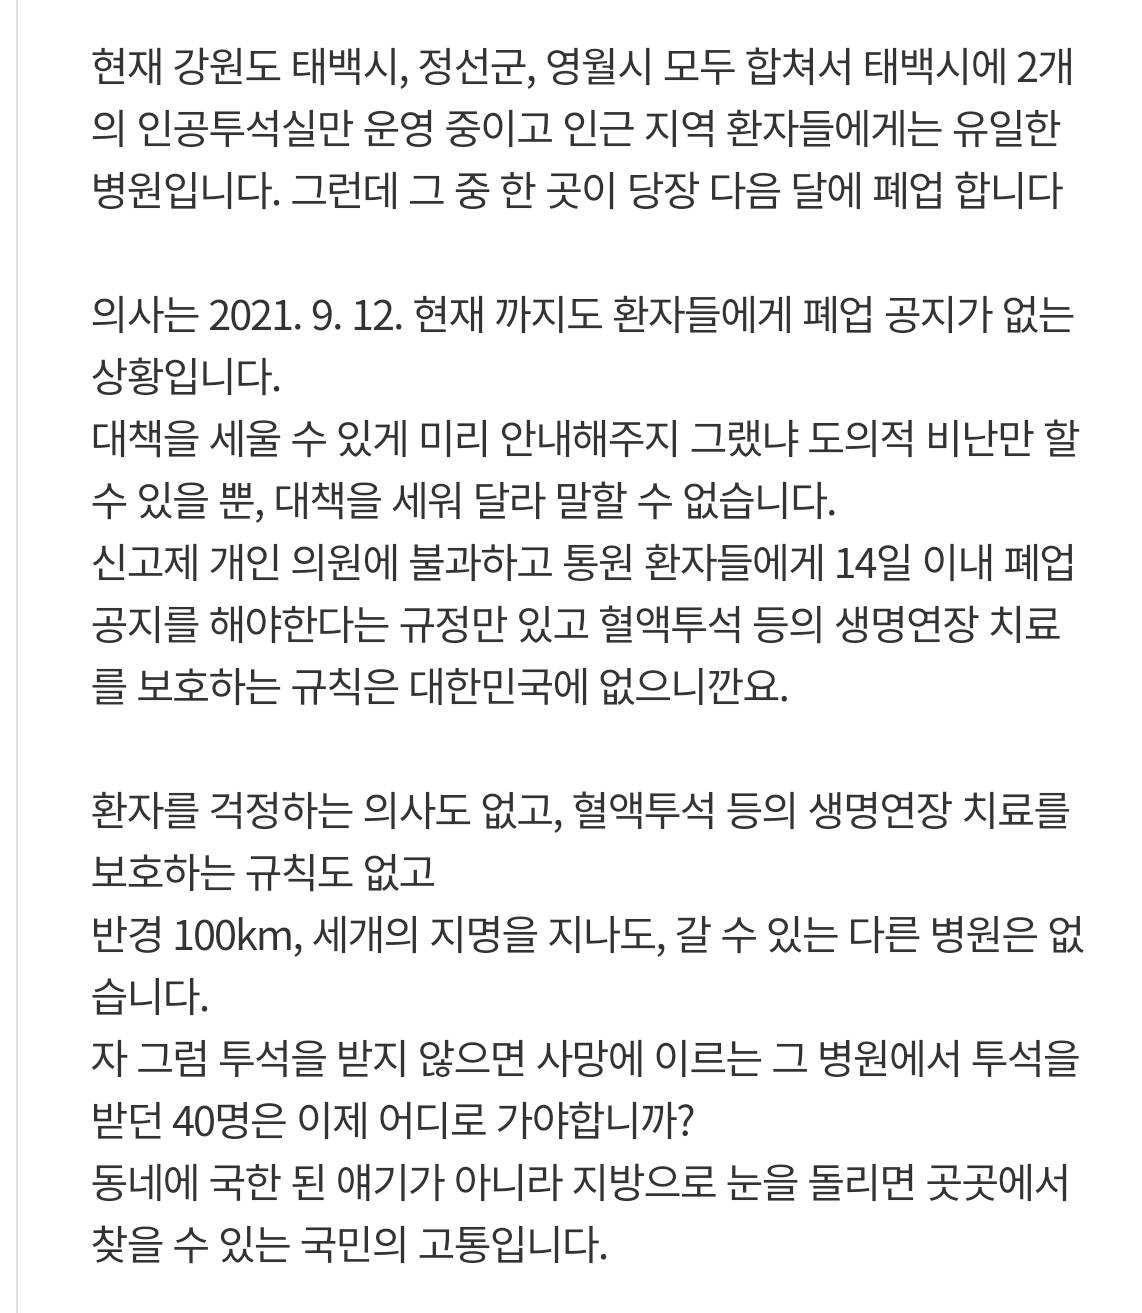 현재 강원도 태백시, 정선군, 영월시 모두 합쳐서 태백시에 2개
의 인공투석실만 운영 중이고 인근 지역 환자들에게는 유일한
병원입니다. 그런데 그 중 한 곳이 당장 다음 달에 폐업 합니다
의사는 2021. 9. 12. 현재 까지도 환자들에게 폐업 공지가 없는
상황입니다.
대책을 세울 수 있게 미리 안내해주지 그랬냐 도의적 비난만 할
수 있을 뿐, 대책을 세워 달라 말할 수 없습니다.
신고제 개인 의원에 불과하고 통원 환자들에게 14일 이내 폐업
공지를 해야한다는 규정만 있고 혈액투석 등의 생명연장 치료
를 보호하는 규칙은 대한민국에 없으니깐요.
환자를 걱정하는 의사도 없고, 혈액투석 등의 생명연장 치료를
보호하는 규칙도 없고
반경 100km, 세개의 지명을 지나도, 갈 수 있는 다른 병원은 없
습니다.
자 그럼 투석을 받지 않으면 사망에 이르는 그 병원에서 투석을
받던 40명은 이제 어디로 가야합니까?
동네에 국한 된 얘기가 아니라 지방으로 눈을 돌리면 곳곳에서
찾을 수 있는 국민의 고통입니다.